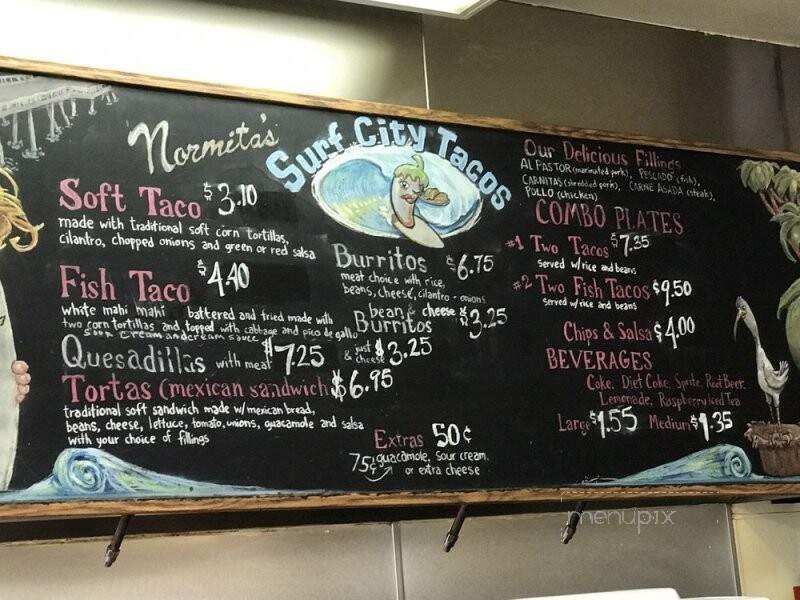 Normita's
Surf City Tacos
Soft Taco $3.10
made with traditional soft corn tortillas,
cilantro, chopped onions and green or red salsa
Fish Taco $4.40
white mahi mahi battered and fried made with
two corn tortillas and topped with cabbage and pico de gallo
sour cream and cream sauce
Quesadillas with meat $7.25 & just cheese $3.25
Tortas (mexican sandwich $6.95
traditional soft sandwich made w/mexican bread,
beans, cheese, lettuce, tomato, onions, guacamole and salsa
with your choice of fillings
Burritos $6.75
meat choice with rice,
beans, cheese, cilantro - onions
bean & cheese
Burritos $3.25
Extras 50¢
75¢ guacamole, sour cream
or extra cheese
Our Delicious Fillings
AL PASTOR (marinated pork), PESCADO (fish),
CARNITAS (shredded pork), CARNE ASADA (steak),
POLLO (chicken)
COMBO PLATES
#1 Two Tacos $7.35
served w/rice and beans
#2 Two Fish Tacos $9.50
served w/rice and beans
Chips & Salsa $4.00
BEVERAGES
Coke, Diet Coke, Sprite, Root Beer,
Lemonade, Raspberry Iced Tea
Large $1.55 Medium $1.35
menupix